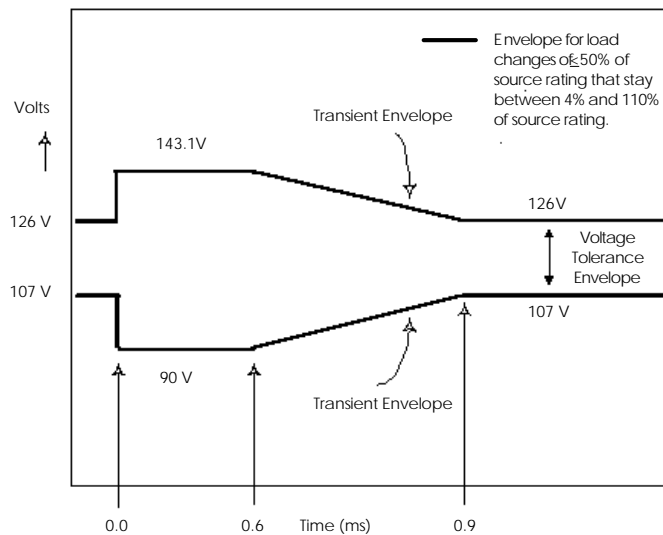 Envelope for load
changes of≤50% of
source rating that stay
between 4% and 110%
of source rating.
Volts
Transient Envelope
143.1V
126 V
126V
Voltage
Tolerance
Envelope
107 V
107 V
90 V
Transient Envelope
0.0
0.6
Time (ms)
0.9